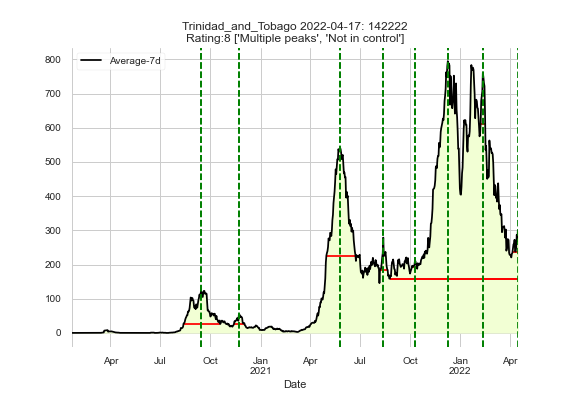 Trinidad_and_Tobago 2022-04-17: 142222
Rating:8 ['Multiple peaks', 'Not in control']
Average-7d
800
700
600
500
400
300
200
100
0
Apr Jul Oct Jan Apr Jul Oct Jan Apr
2021 2022
Date